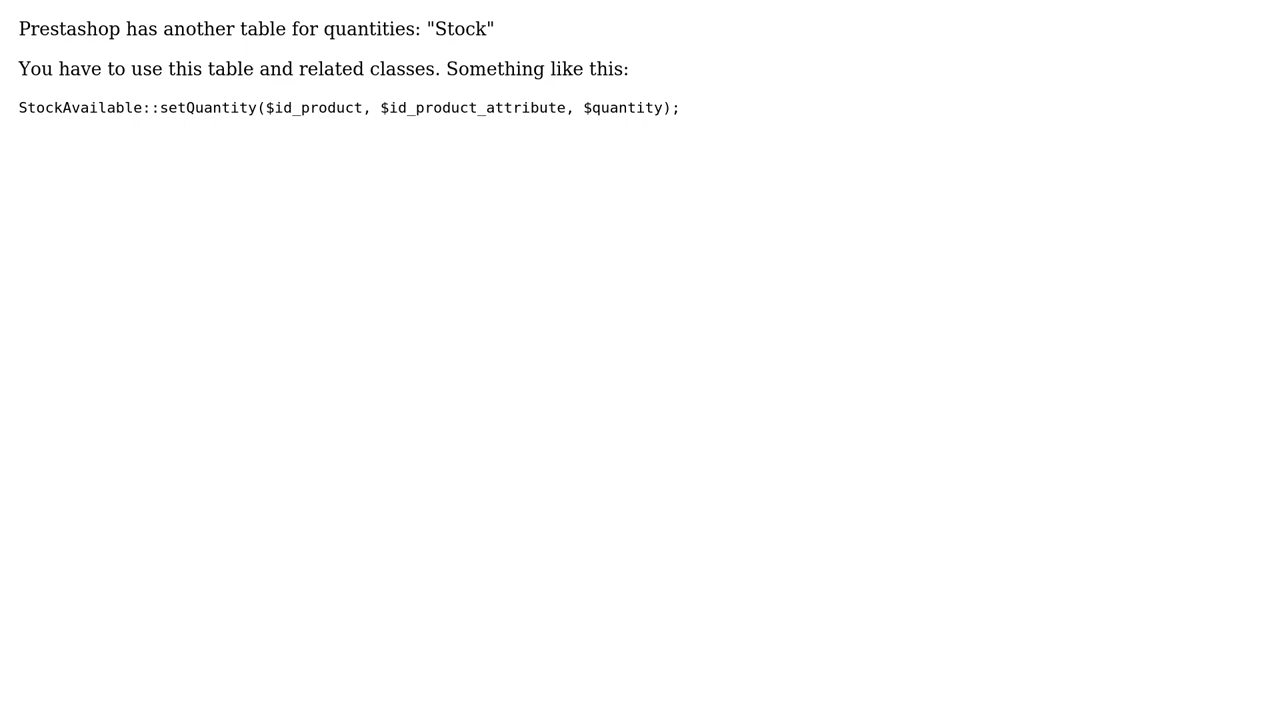 Prestashop has another table for quantities: "Stock"
You have to use this table and related classes. Something like this:
StockAvailable::setQuantity($id_product, $id_product_attribute, $quantity);